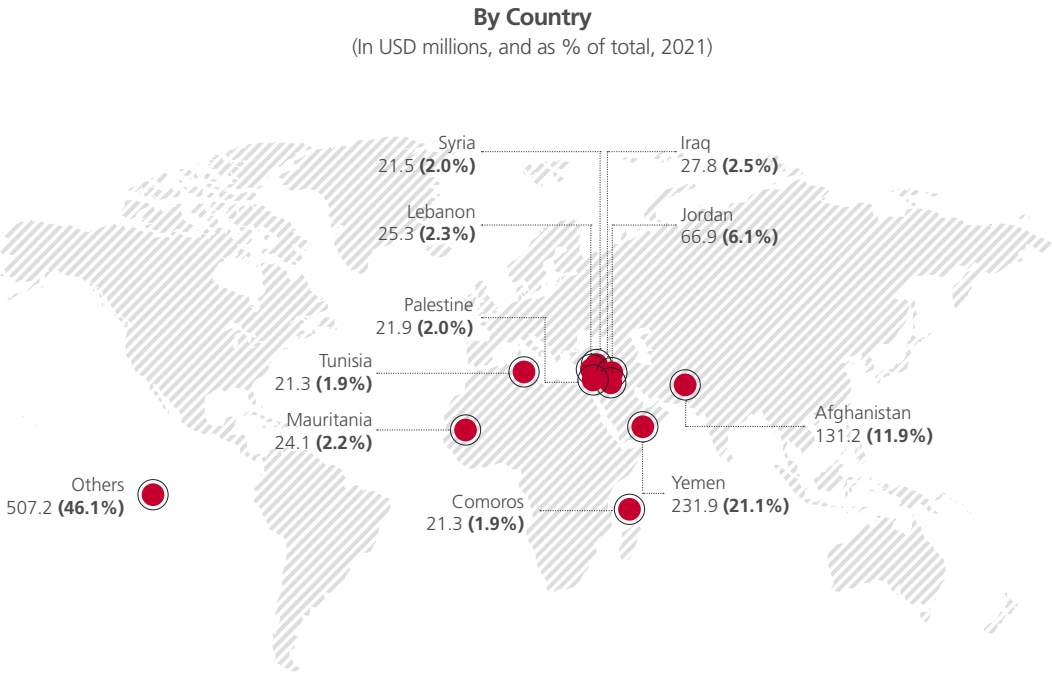 By Country
(In USD millions, and as % of total, 2021)
Syria
21.5 (2.0%)
Iraq
27.8 (2.5%)
Lebanon
25.3 (2.3%)
Jordan
66.9 (6.1%)
Palestine
21.9 (2.0%)
Tunisia
21.3 (1.9%)
Mauritania
24.1 (2.2%)
Afghanistan
131.2 (11.9%)
Others
507.2 (46.1%)
Comoros
21.3 (1.9%)
Yemen
231.9 (21.1%)